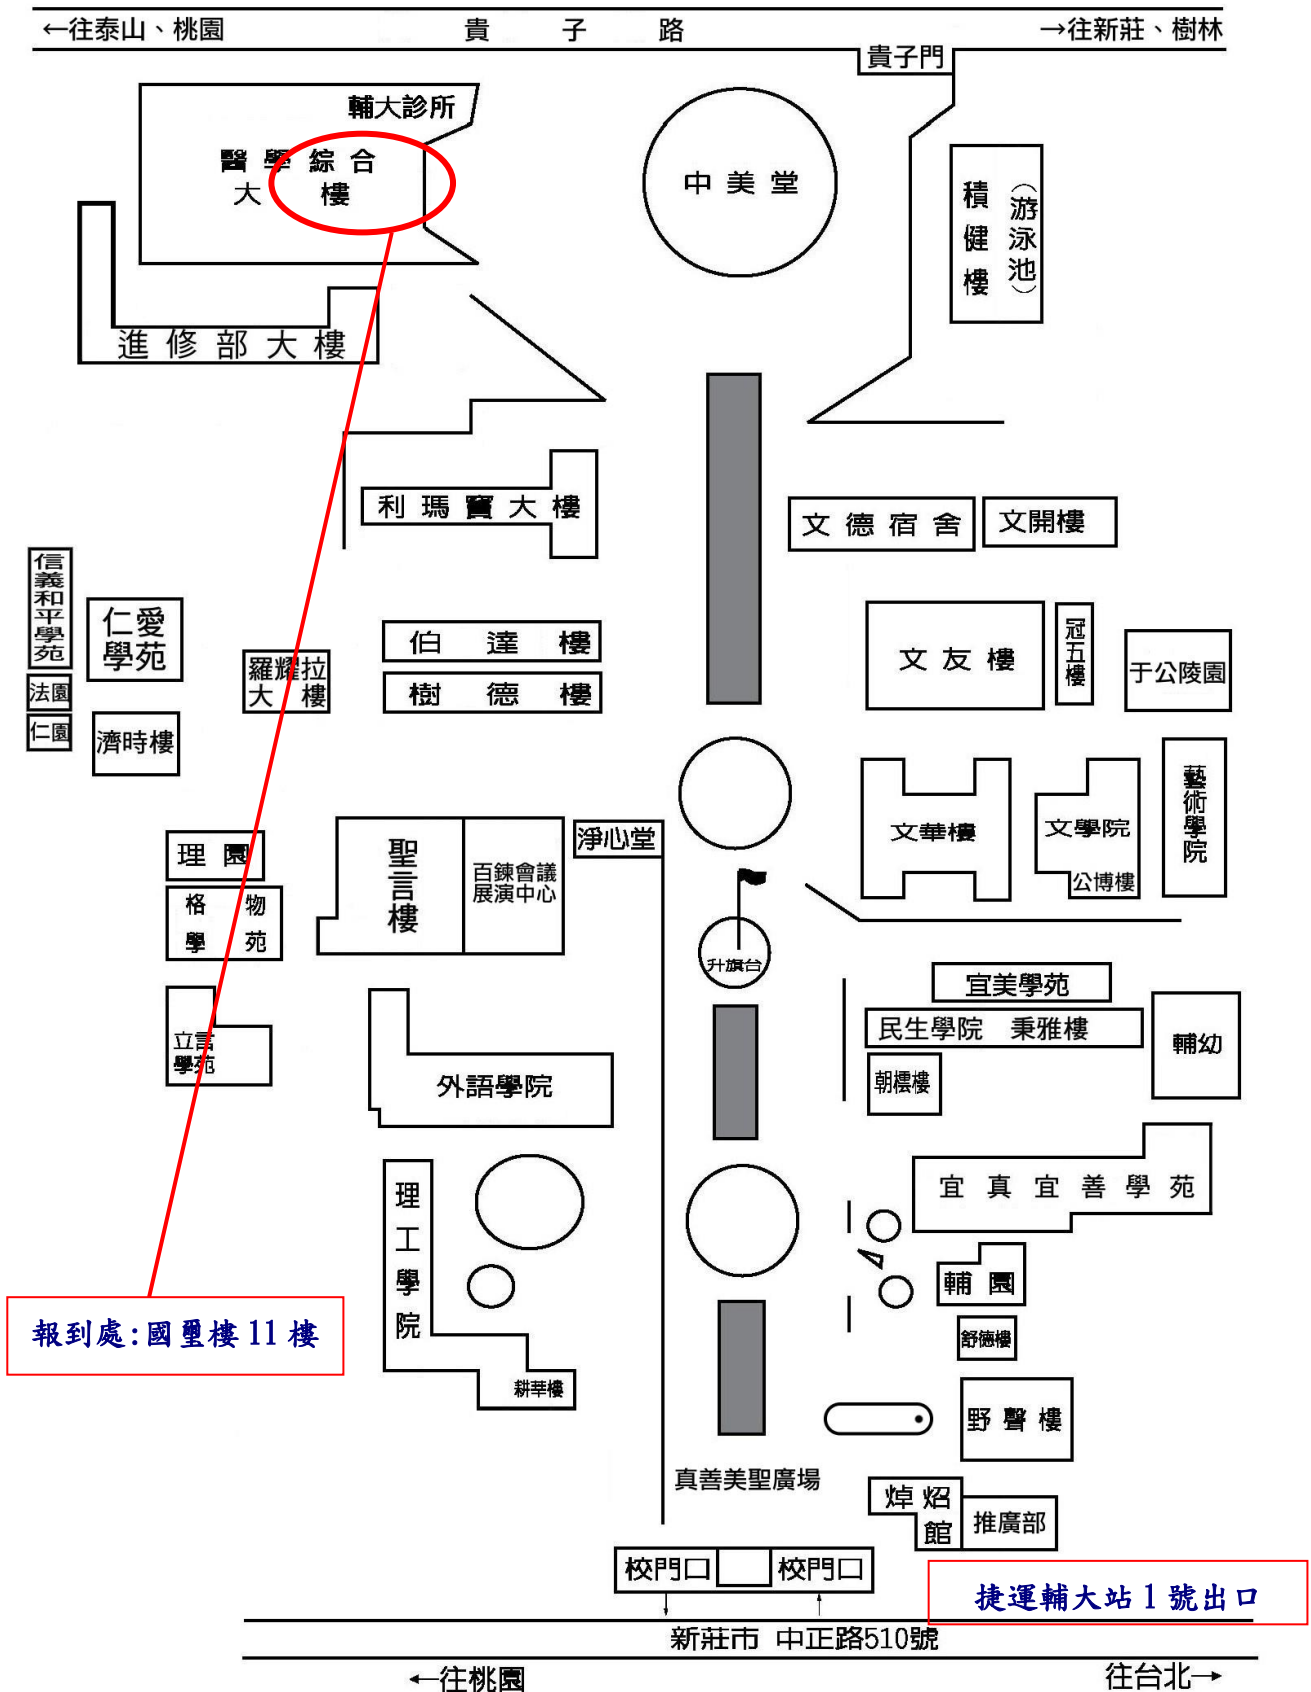 ←往泰山、桃園
貴子路
→往新莊、樹林
貴子門
輔大診所
醫學綜合
大樓
中美堂
積健樓
（游泳池）
進修部大樓
利瑪竇大樓
文德宿舍
文開樓
信義和平學苑
仁愛
學苑
法園
仁園
濟時樓
羅耀拉
大樓
伯達樓
樹德樓
文友樓
冠五樓
于公陵園
理園
格物
學苑
聖言樓
百鍊會議
展演中心
淨心堂
文華樓
文學院
公博樓
藝術學院
升旗台
立言
學苑
外語學院
宜美學苑
民生學院 秉雅樓
朝橒樓
輔幼
理工學院
宜真宜善學苑
輔園
舒德樓
報到處:國璽樓 11 樓
耕莘樓
野聲樓
真善美聖廣場
焯炤
館
推廣部
校門口
校門口
捷運輔大站 1 號出口
新莊市 中正路510號
←往桃園
往台北→